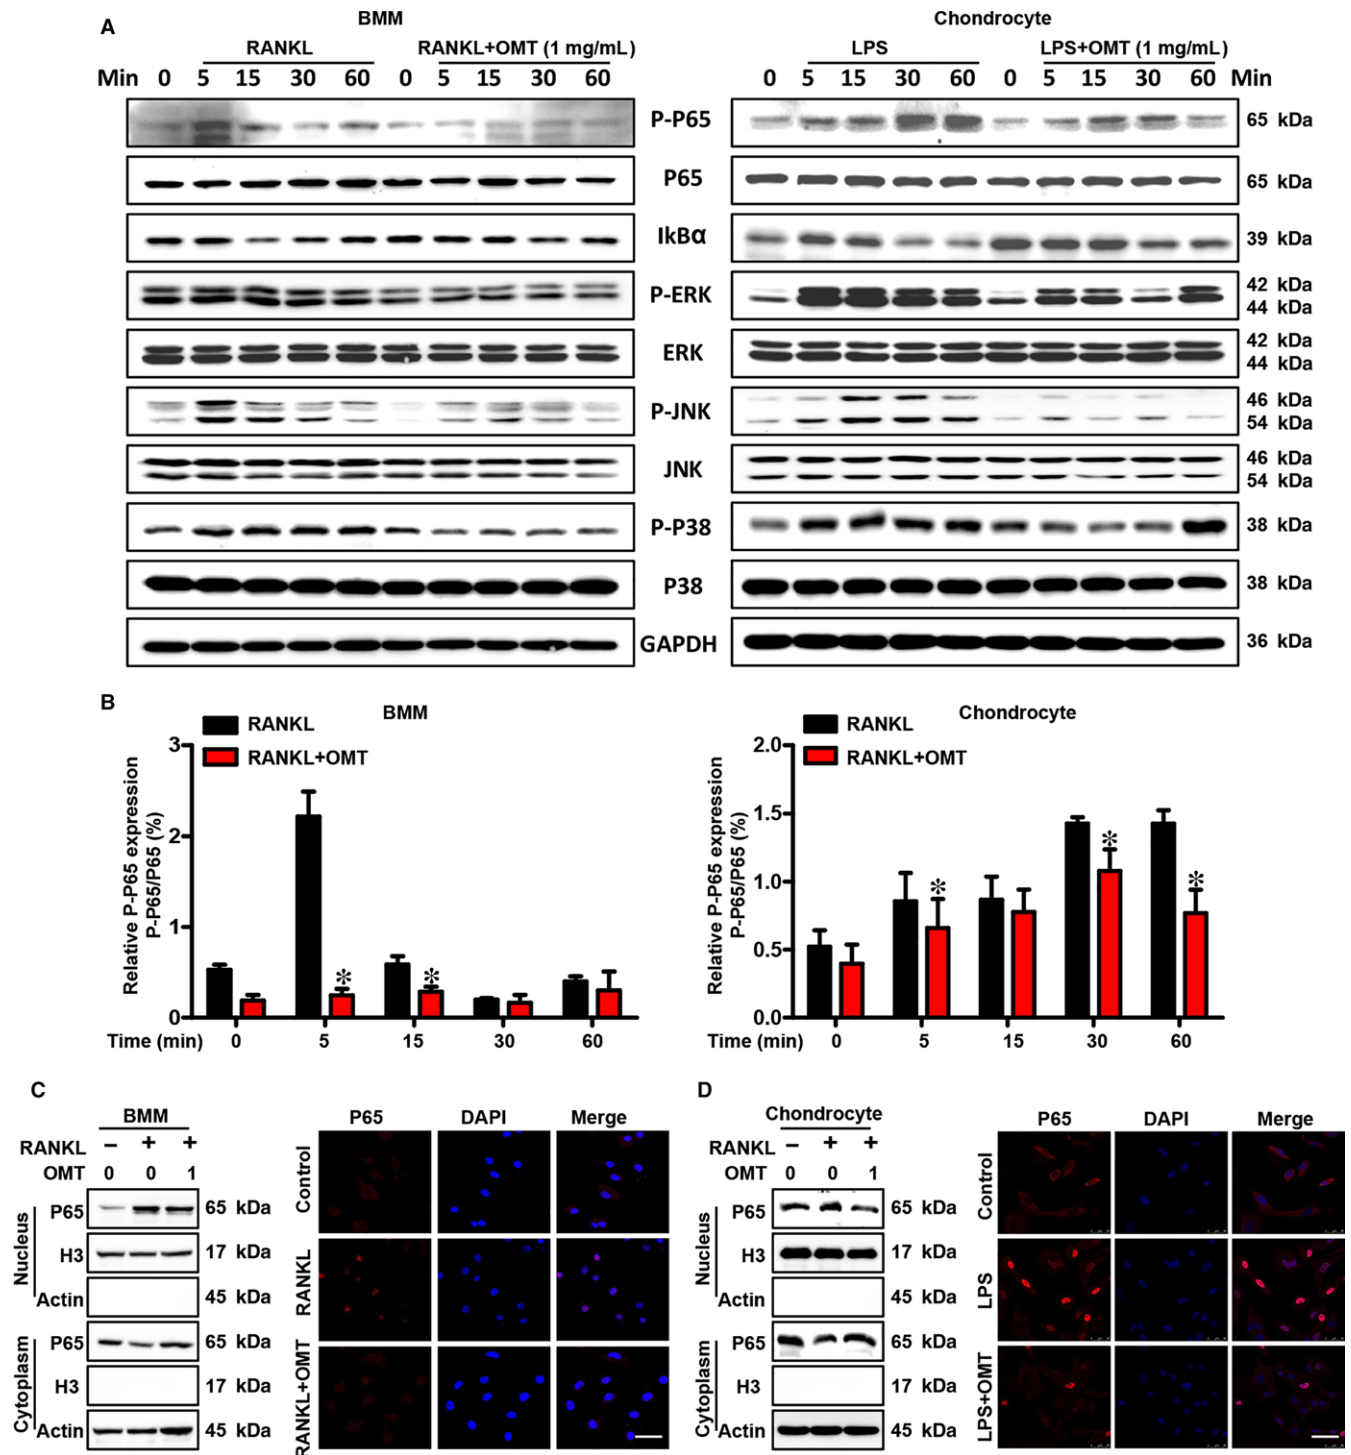 A
BMM
Chondrocyte
RANKL RANKL+OMT (1 mg/mL)
LPS LPS+OMT (1 mg/mL)
Min 0 5 15 30 60 0 5 15 30 60
0 5 15 30 60 0 5 15 30 60 Min
P-P65 65 kDa
P65 65 kDa
IkBα 39 kDa
P-ERK 42 kDa
44 kDa
ERK 42 kDa
44 kDa
P-JNK 46 kDa
54 kDa
JNK 46 kDa
54 kDa
P-P38 38 kDa
P38 38 kDa
GAPDH 36 kDa
B
BMM
RANKL
RANKL+OMT
Relative P-P65 expression
P-P65/P65 (%)
3
2
1
0
* *
Time (min) 0 5 15 30 60
Chondrocyte
RANKL
RANKL+OMT
Relative P-P65 expression
P-P65/P65 (%)
2.0
1.5
1.0
0.5
0.0
* * *
Time (min) 0 5 15 30 60
C
BMM
RANKL – + +
OMT 0 0 1
Nucleus
P65 65 kDa
H3 17 kDa
Actin 45 kDa
Cytoplasm
P65 65 kDa
H3 17 kDa
Actin 45 kDa
P65 DAPI Merge
Control
RANKL
RANKL+OMT
D
Chondrocyte
RANKL – + +
OMT 0 0 1
Nucleus
P65 65 kDa
H3 17 kDa
Actin 45 kDa
Cytoplasm
P65 65 kDa
H3 17 kDa
Actin 45 kDa
P65 DAPI Merge
Control
LPS
LPS+OMT